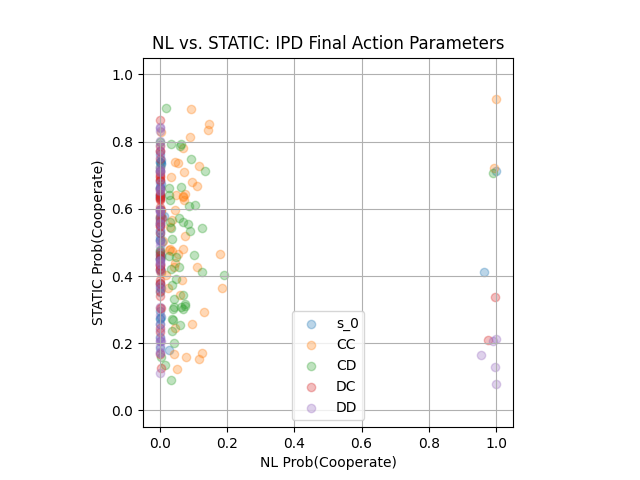 NL vs. STATIC: IPD Final Action Parameters
1.0
0.8
0.6
0.4
0.2
0.0
STATIC Prob(Cooperate)
s_0
CC
CD
DC
DD
0.0 0.2 0.4 0.6 0.8 1.0
NL Prob(Cooperate)